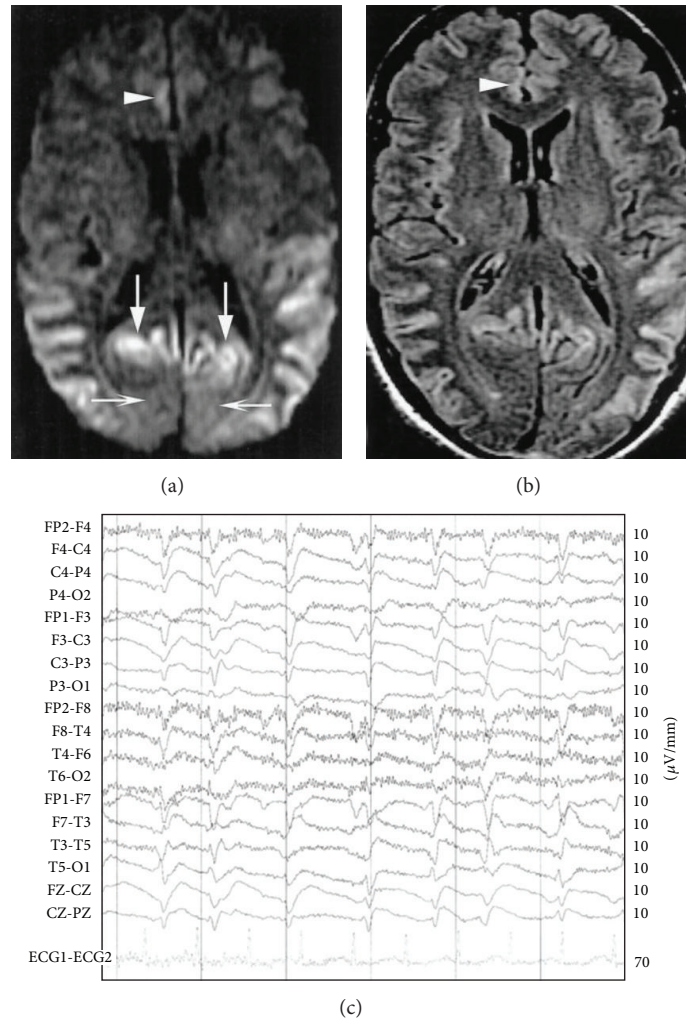 (a)
(b)
FP2-F4 10
F4-C4 10
C4-P4 10
P4-O2 10
FP1-F3 10
F3-C3 10
C3-P3 10
P3-O1 10
FP2-F8 10
F8-T4 10
T4-F6 10
T6-O2 10
FP1-F7 10
F7-T3 10
T3-T5 10
T5-O1 10
FZ-CZ 10
CZ-PZ 10
ECG1-ECG2 70
(μV/mm)
(c)